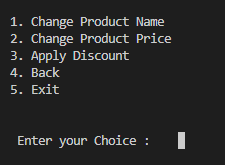 1. Change Product Name
2. Change Product Price
3. Apply Discount
4. Back
5. Exit
Enter your Choice :